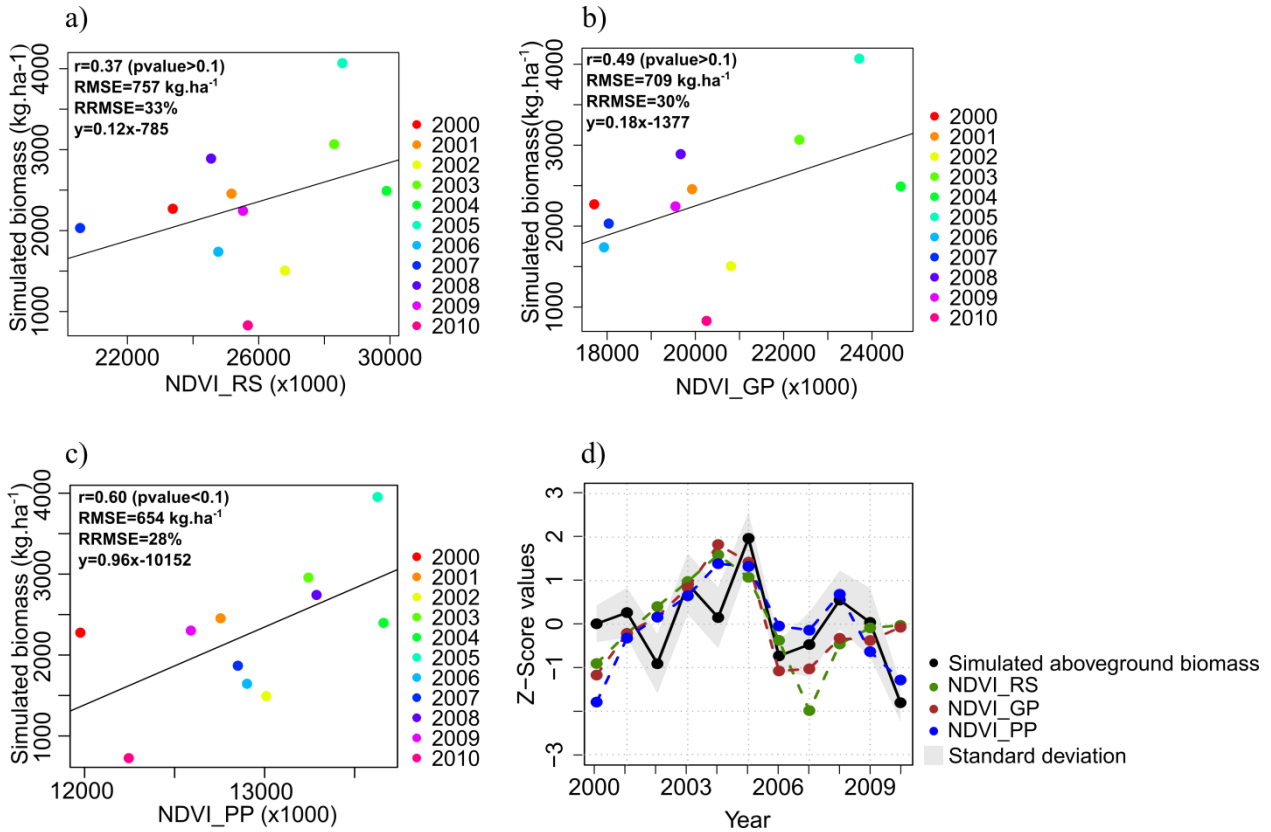 a)
r=0.37 (pvalue>0.1)
RMSE=757 kg.ha-1
RRMSE=33%
y=0.12x-785
Simulated biomass (kg.ha-1)
1000 2000 3000 4000
22000 26000 30000
NDVI_RS (x1000)
2000
2001
2002
2003
2004
2005
2006
2007
2008
2009
2010
b)
r=0.49 (pvalue>0.1)
RMSE=709 kg.ha-1
RRMSE=30%
y=0.18x-1377
Simulated biomass(kg.ha-1)
1000 2000 3000 4000
18000 20000 22000 24000
NDVI_GP (x1000)
2000
2001
2002
2003
2004
2005
2006
2007
2008
2009
2010
c)
r=0.60 (pvalue<0.1)
RMSE=654 kg.ha-1
RRMSE=28%
y=0.96x-10152
Simulated biomass (kg.ha-1)
1000 2000 3000 4000
12000 13000
NDVI_PP (x1000)
2000
2001
2002
2003
2004
2005
2006
2007
2008
2009
2010
d)
Z−Score values
3
2
1
0
−1
−3
2000 2003 2006 2009
Year
Simulated aboveground biomass
NDVI_RS
NDVI_GP
NDVI_PP
Standard deviation